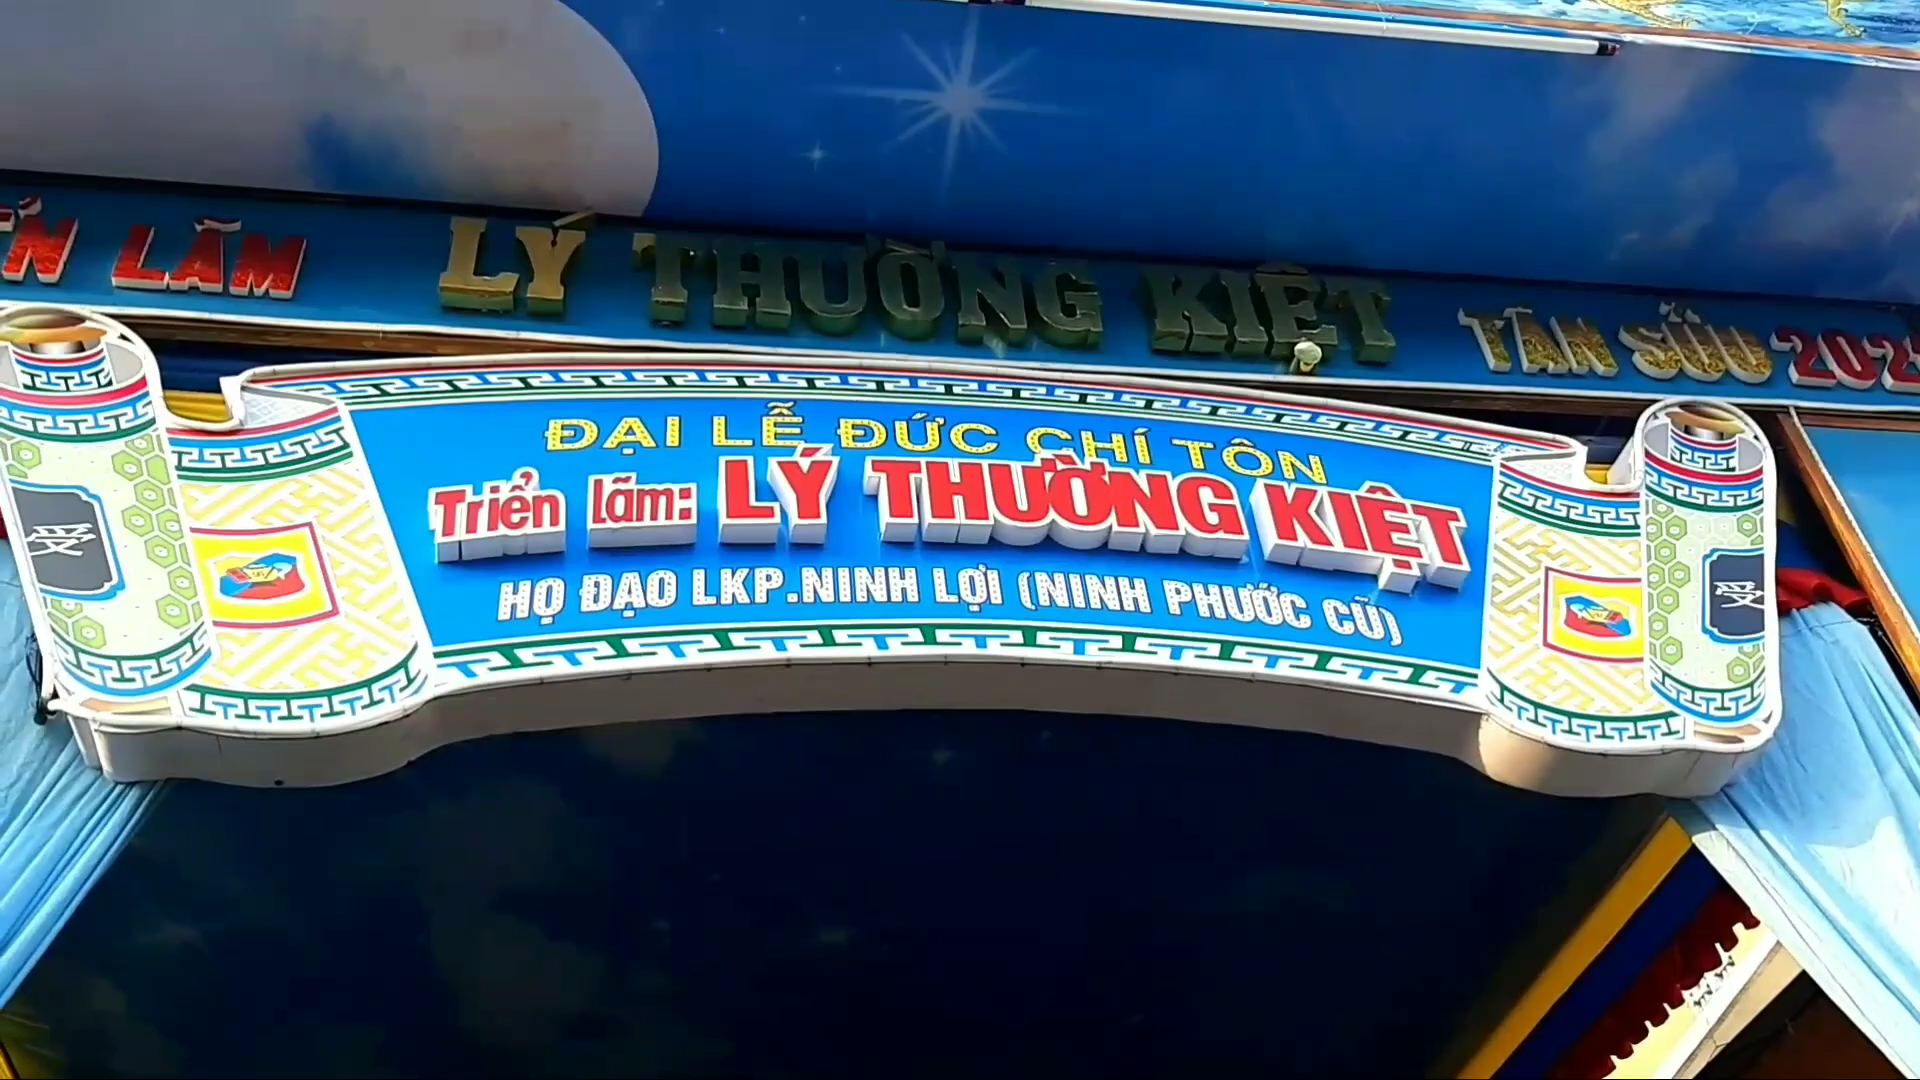 LÃM LÝ THƯỜNG KIỆT TÂN SỬU
ĐẠI LỄ ĐỨC CHÍ TÔN
Triển lãm: LÝ THƯỜNG KIỆT
HỌ ĐẠO LKP.NINH LỢI (NINH PHƯỚC CŨ)